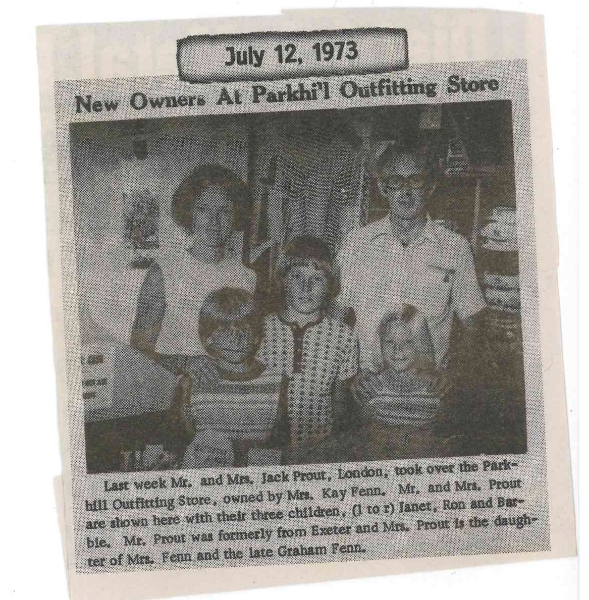 July 12, 1973
New Owners At Parkhi'l Outfitting Store
Last week Mr. and Mrs. Jack Prout, London, took over the Park-
hill Outfitting Store, owned by Mrs. Kay Fenn. Mr. and Mrs. Prout
are shown here with their three children, (l to r) Janet, Ron and Bar-
bie. Mr. Prout was formerly from Exeter and Mrs. Prout is the daugh-
ter of Mrs. Fenn and the late Graham Fenn.